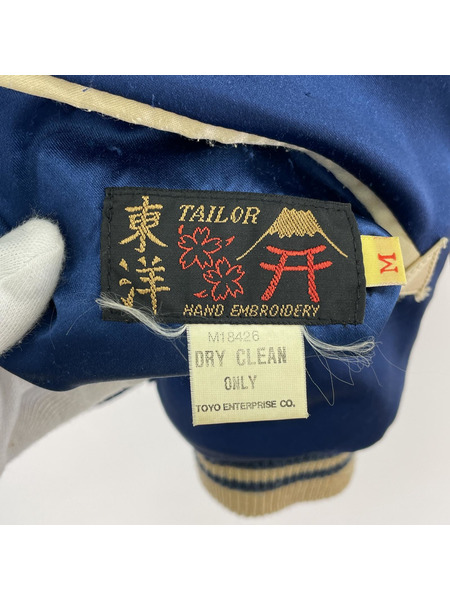 東洋
TAILOR
HAND EMBROIDERY
M
M18426
DRY CLEAN
ONLY
TOYO ENTERPRISE CO.